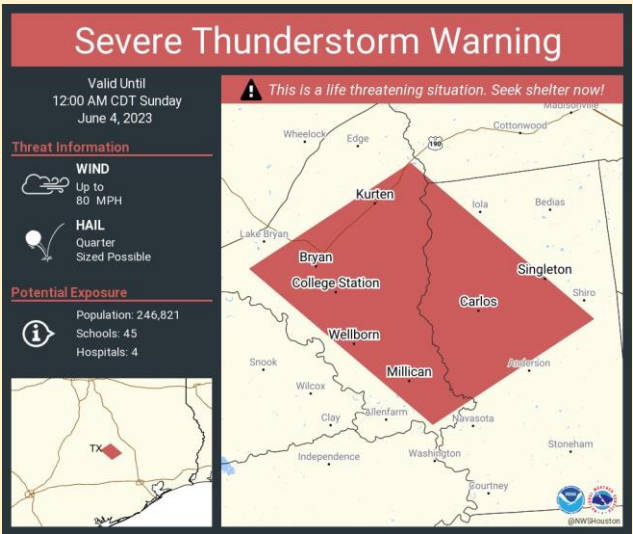 Severe Thunderstorm Warning
Valid Until
12:00 AM CDT Sunday
June 4, 2023
Threat Information
WIND
Up to
80 MPH
HAIL
Quarter
Sized Possible
Potential Exposure
Population: 246,821
Schools: 45
Hospitals: 4
TX
This is a life threatening situation. Seek shelter now!
Madisonville
Cottonwood
Wheelock
Edge
190
Kurten
Iola
Bedias
Lake Bryan
Bryan
Singleton
College Station
Shiro
Carlos
Wellborn
Snook
Anderson
Millican
Wilcox
Clay
Allenfarm
Navasota
Stoneham
Independence
Washington
Courtney
@NWSHouston